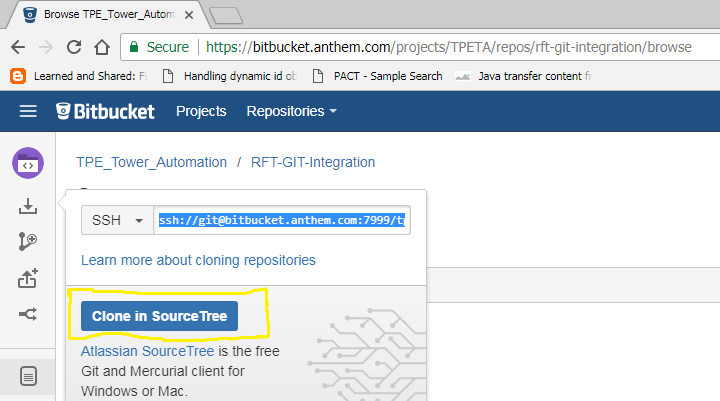 Browse TPE_Tower_Autom
Secure https://bitbucket.anthem.com/projects/TPETA/repos/rft-git-integration/browse
Learned and Shared: Fi Handling dynamic id ob PACT - Sample Search Java transfer content fr
Bitbucket Projects Repositories
TPE_Tower_Automation / RFT-GIT-Integration
SSH ssh://git@bitbucket.anthem.com:7999/tp
Learn more about cloning repositories
Clone in SourceTree
Atlassian SourceTree is the free
Git and Mercurial client for
Windows or Mac.